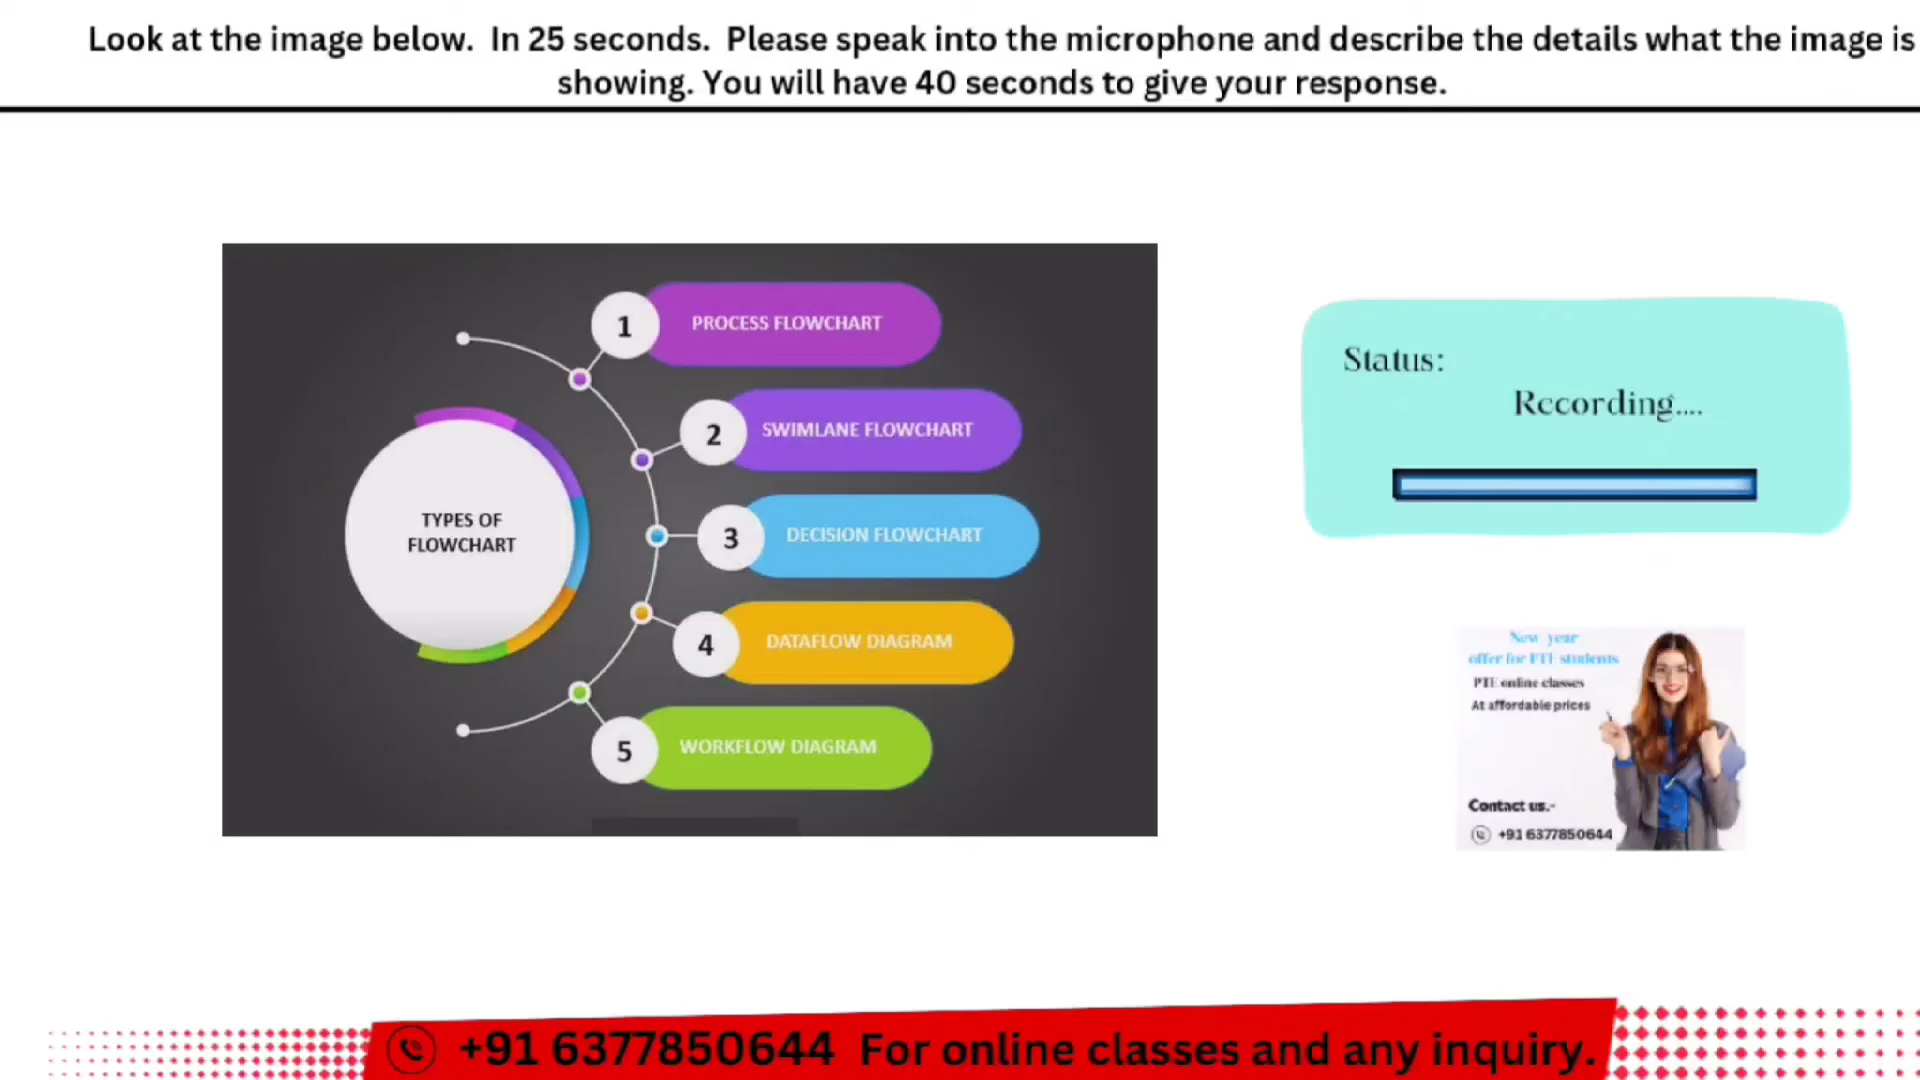 Look at the image below. In 25 seconds. Please speak into the microphone and describe the details what the image is
showing. You will have 40 seconds to give your response.
TYPES OF
FLOWCHART
1 PROCESS FLOWCHART
2 SWIMLANE FLOWCHART
3 DECISION FLOWCHART
4 DATAFLOW DIAGRAM
5 WORKFLOW DIAGRAM
Status:
Recording....
New year
offer for PTE students
PTE online classes
At affordable prices
Contact us.-
+91 6377850644
+91 6377850644 For online classes and any inquiry.